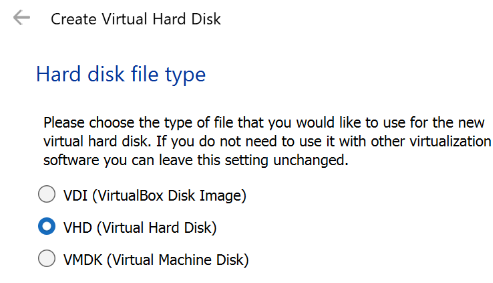 Create Virtual Hard Disk
Hard disk file type
Please choose the type of file that you would like to use for the new
virtual hard disk. If you do not need to use it with other virtualization
software you can leave this setting unchanged.
VDI (VirtualBox Disk Image)
VHD (Virtual Hard Disk)
VMDK (Virtual Machine Disk)